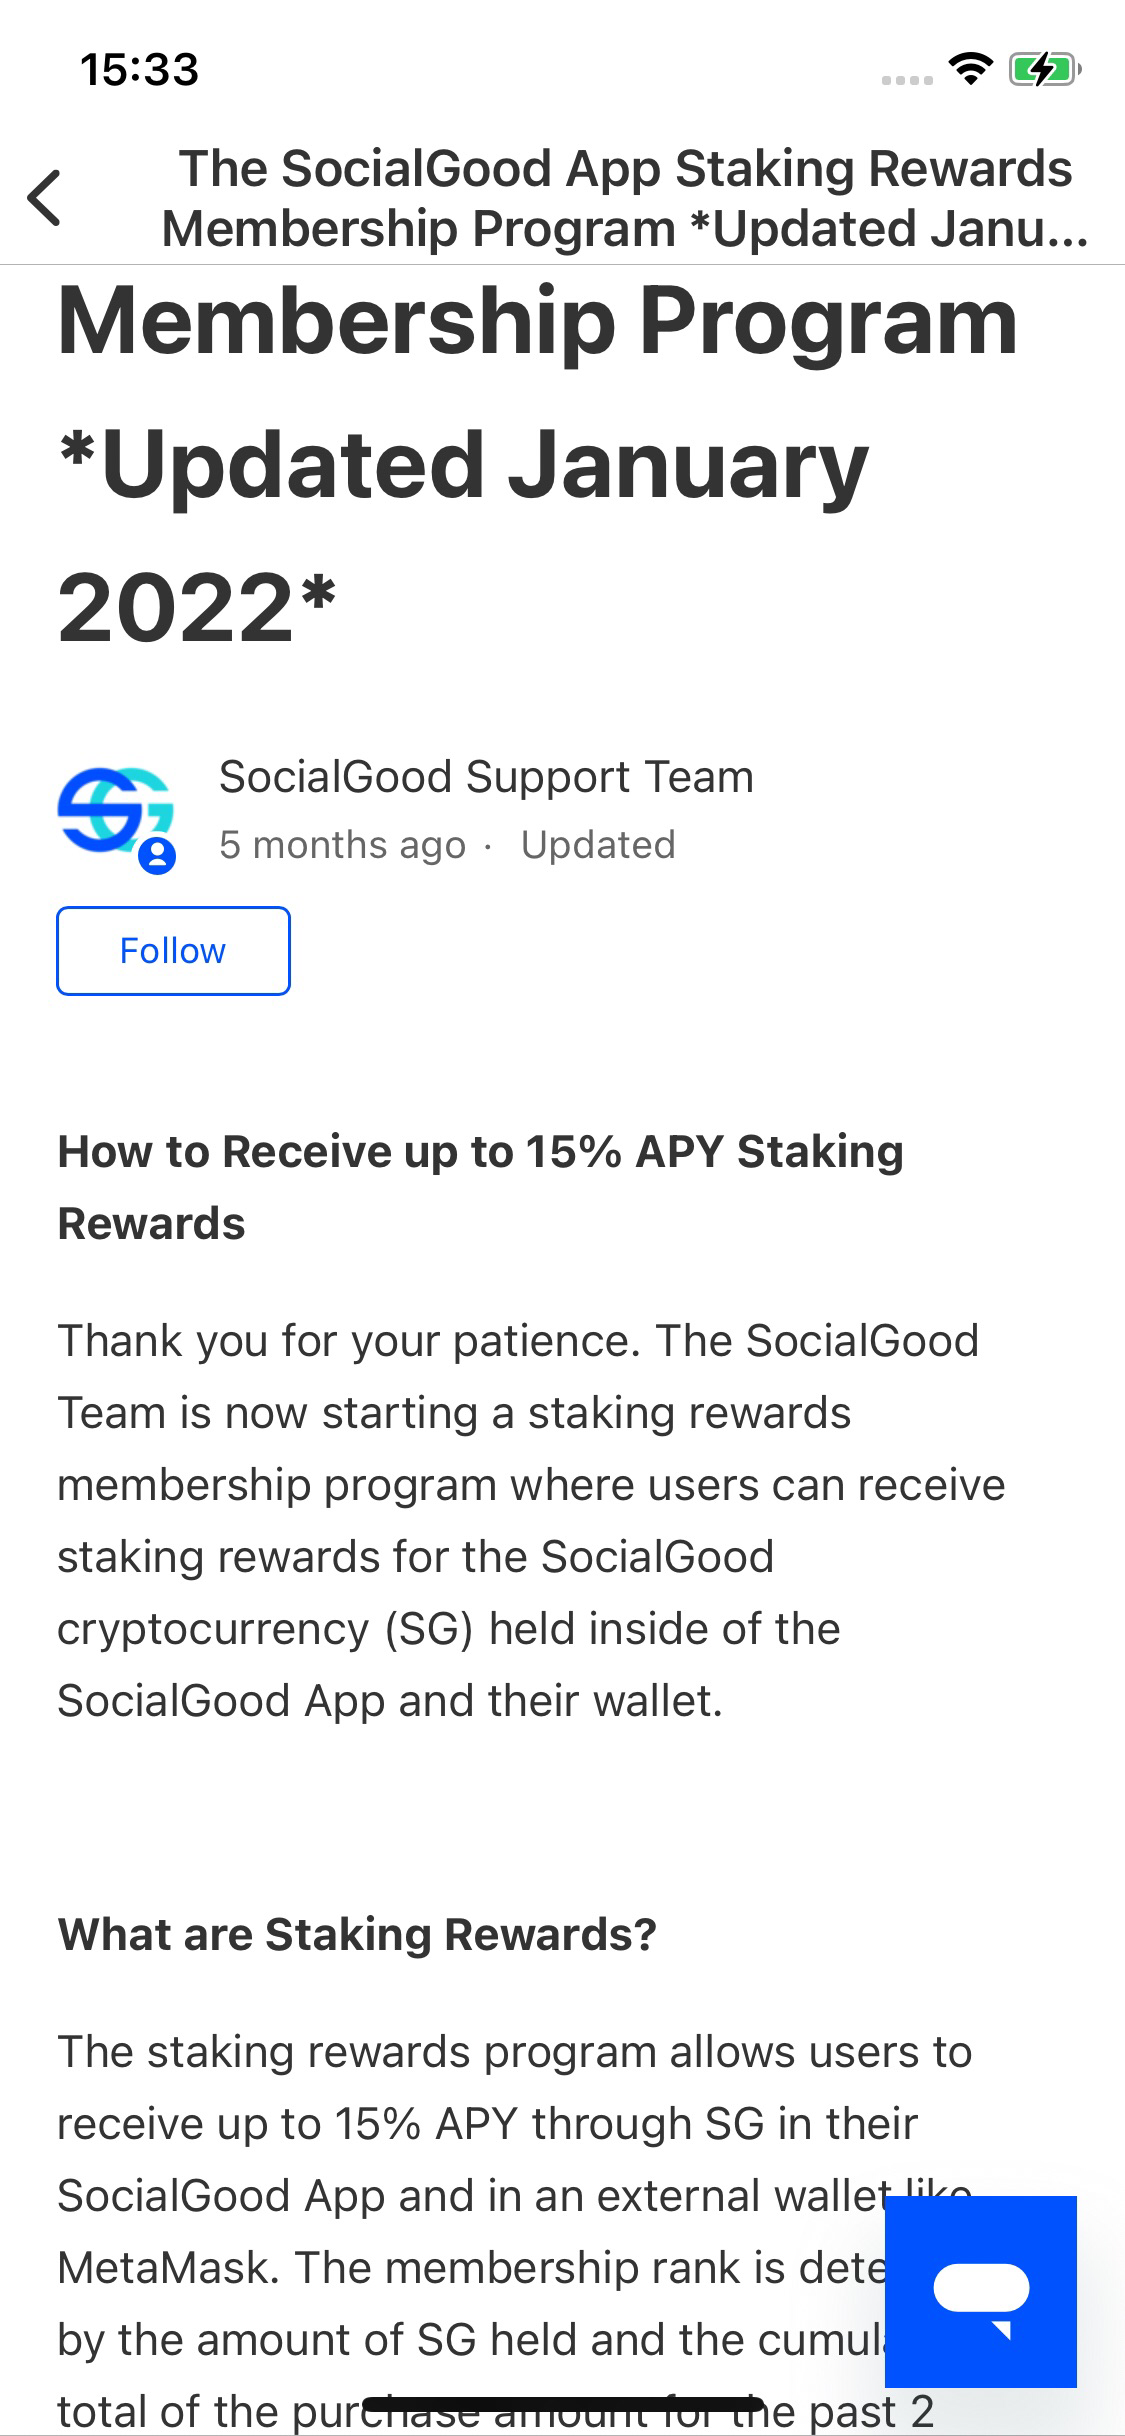 15:33
The SocialGood App Staking Rewards
Membership Program *Updated Janu...
Membership Program
*Updated January
2022*
SocialGood Support Team
5 months ago · Updated
Follow
How to Receive up to 15% APY Staking
Rewards
Thank you for your patience. The SocialGood
Team is now starting a staking rewards
membership program where users can receive
staking rewards for the SocialGood
cryptocurrency (SG) held inside of the
SocialGood App and their wallet.
What are Staking Rewards?
The staking rewards program allows users to
receive up to 15% APY through SG in their
SocialGood App and in an external wallet like
MetaMask. The membership rank is dete
by the amount of SG held and the cumul
total of the purchase amount for the past 2